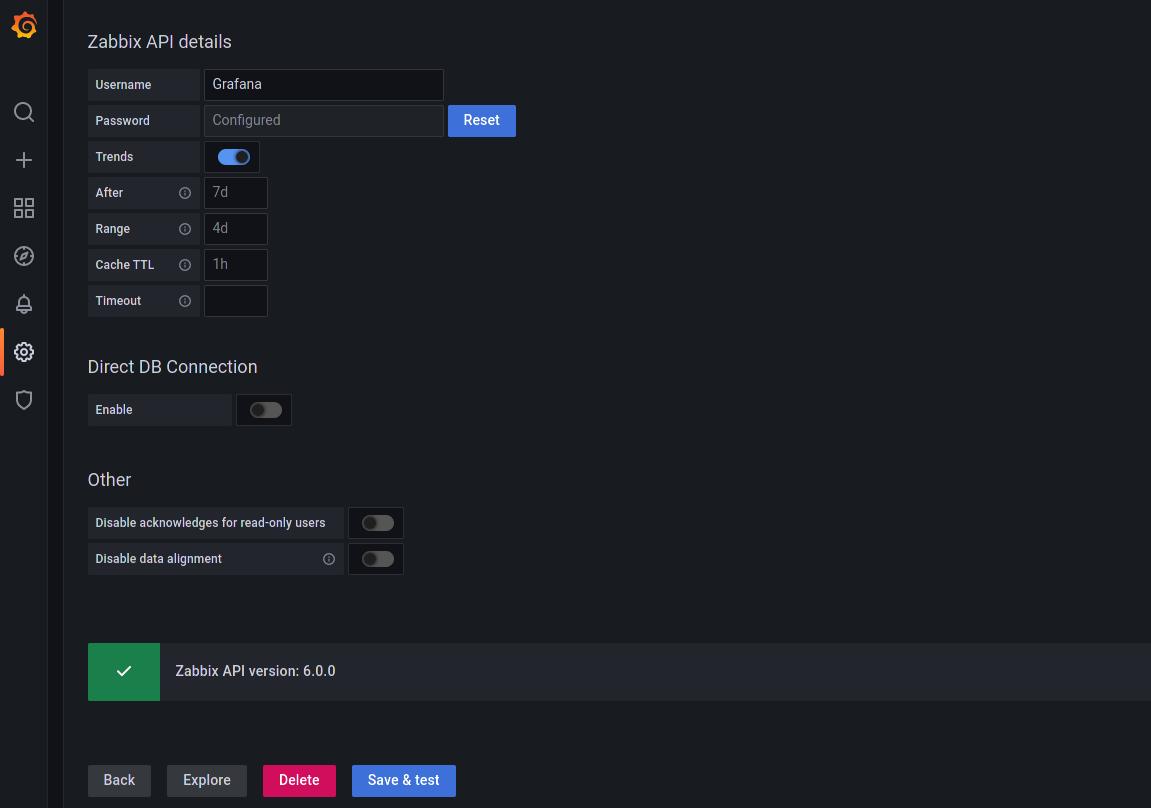 Zabbix API details
Username Grafana
Password Configured Reset
Trends
After 7d
Range 4d
Cache TTL 1h
Timeout
Direct DB Connection
Enable
Other
Disable acknowledges for read-only users
Disable data alignment
Zabbix API version: 6.0.0
Back Explore Delete Save & test